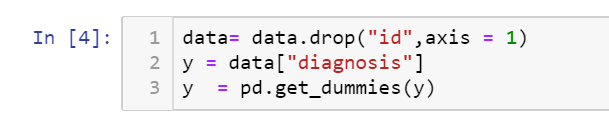 In [4]:
1 data= data.drop("id",axis = 1)
2 y = data["diagnosis"]
3 y  = pd.get_dummies(y)